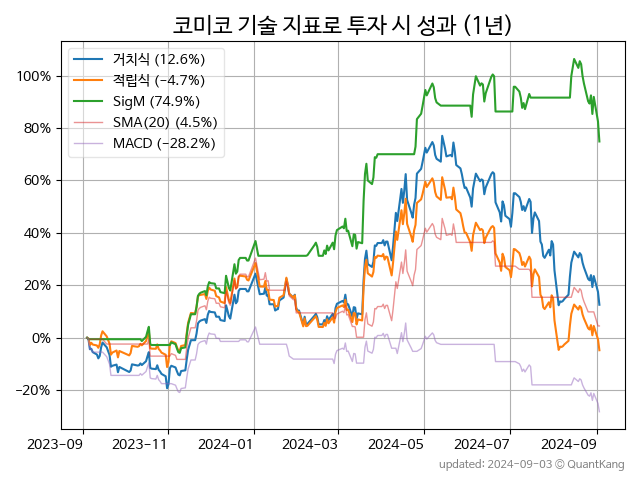 코미코 기술 지표로 투자 시 성과 (1년)
거치식 (12.6%)
적립식 (−4.7%)
SigM (74.9%)
SMA(20) (4.5%)
MACD (−28.2%)
100%
80%
60%
40%
20%
0%
−20%
2023-09 2023-11 2024-01 2024-03 2024-05 2024-07 2024-09
updated: 2024-09-03 © QuantKang